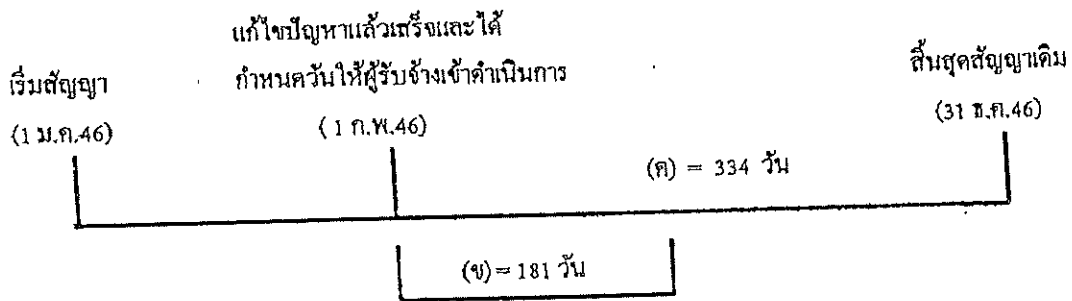 แก้ไขปัญหาแล้วเสร็จและได้
กำหนดวันให้ผู้รับจ้างเข้าดำเนินการ
เริ่มสัญญา
สิ้นสุดสัญญาเดิม
(1 ม.ค.46)
(1 ก.พ.46)
(31 ธ.ค.46)
(ค) = 334 วัน
(ข) = 181 วัน